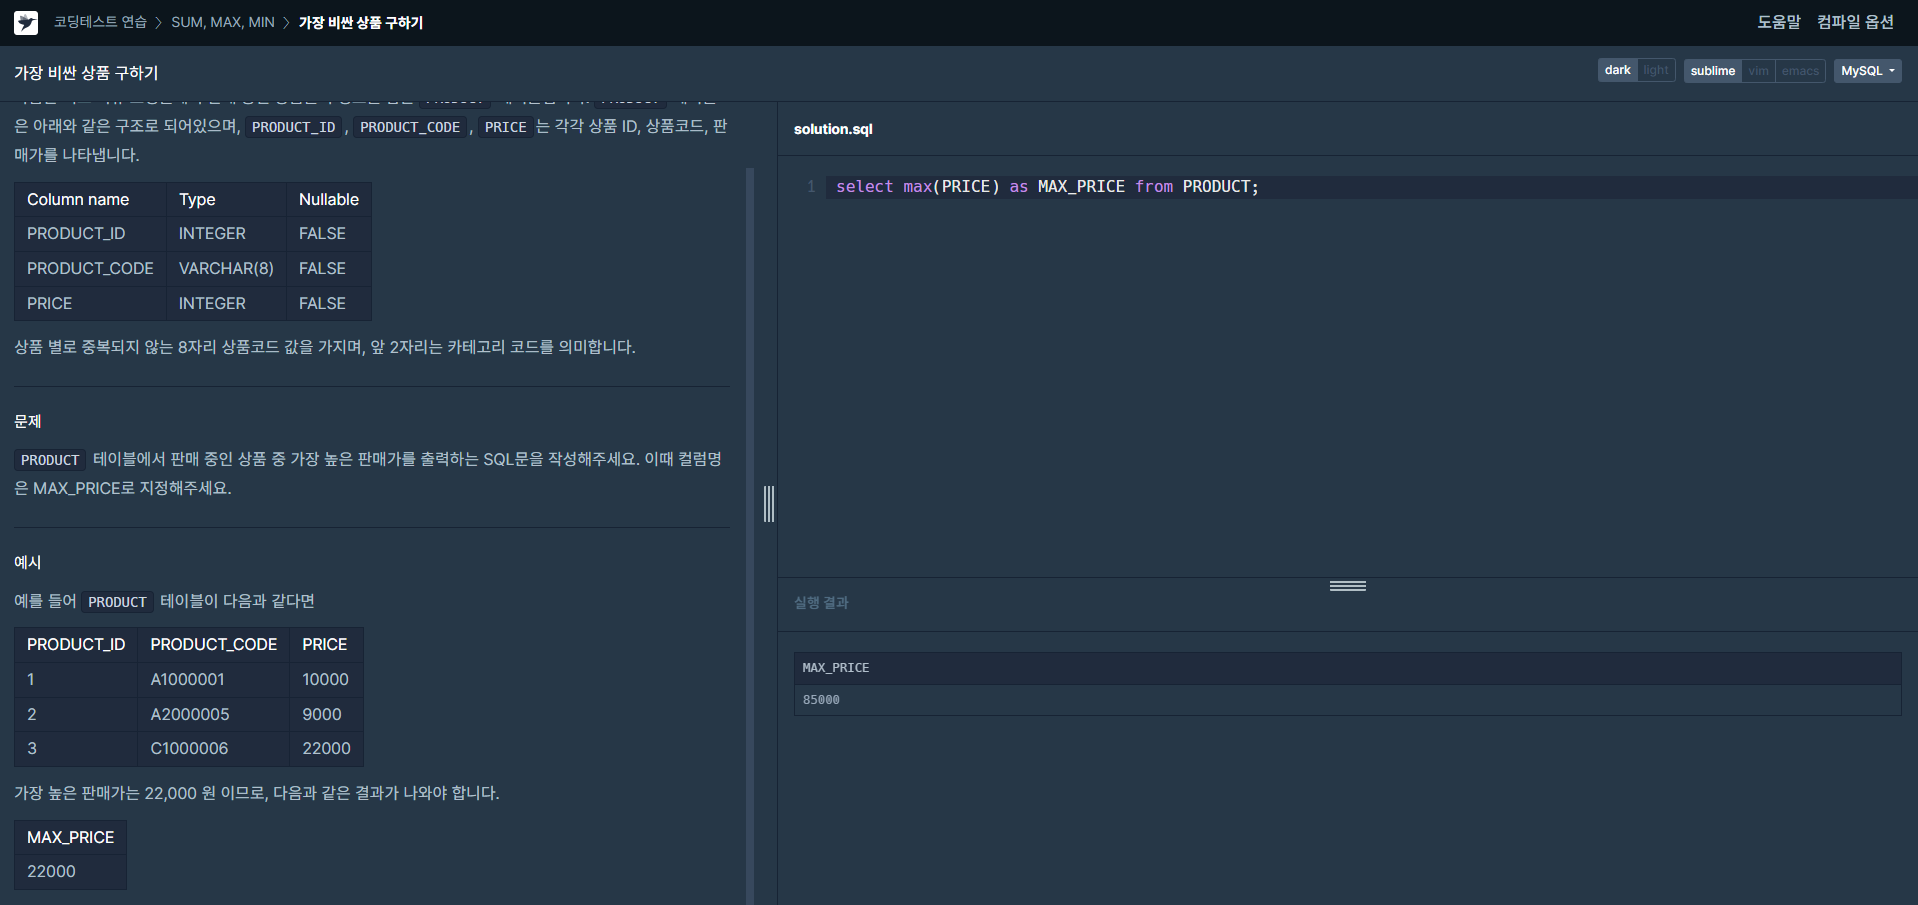 코딩테스트 연습 > SUM, MAX, MIN > 가장 비싼 상품 구하기
도움말 컴파일 옵션
가장 비싼 상품 구하기
dark light sublime vim emacs MySQL
은 아래와 같은 구조로 되어있으며, PRODUCT_ID, PRODUCT_CODE, PRICE는 각각 상품 ID, 상품코드, 판
매가를 나타냅니다.
Column name Type Nullable
PRODUCT_ID INTEGER FALSE
PRODUCT_CODE VARCHAR(8) FALSE
PRICE INTEGER FALSE
상품 별로 중복되지 않는 8자리 상품코드 값을 가지며, 앞 2자리는 카테고리 코드를 의미합니다.
문제
PRODUCT 테이블에서 판매 중인 상품 중 가장 높은 판매가를 출력하는 SQL문을 작성해주세요. 이때 컬럼명
은 MAX_PRICE로 지정해주세요.
예시
예를 들어 PRODUCT 테이블이 다음과 같다면
PRODUCT_ID PRODUCT_CODE PRICE
1 A1000001 10000
2 A2000005 9000
3 C1000006 22000
가장 높은 판매가는 22,000 원 이므로, 다음과 같은 결과가 나와야 합니다.
MAX_PRICE
22000
solution.sql
1 select max(PRICE) as MAX_PRICE from PRODUCT;
실행 결과
MAX_PRICE
85000